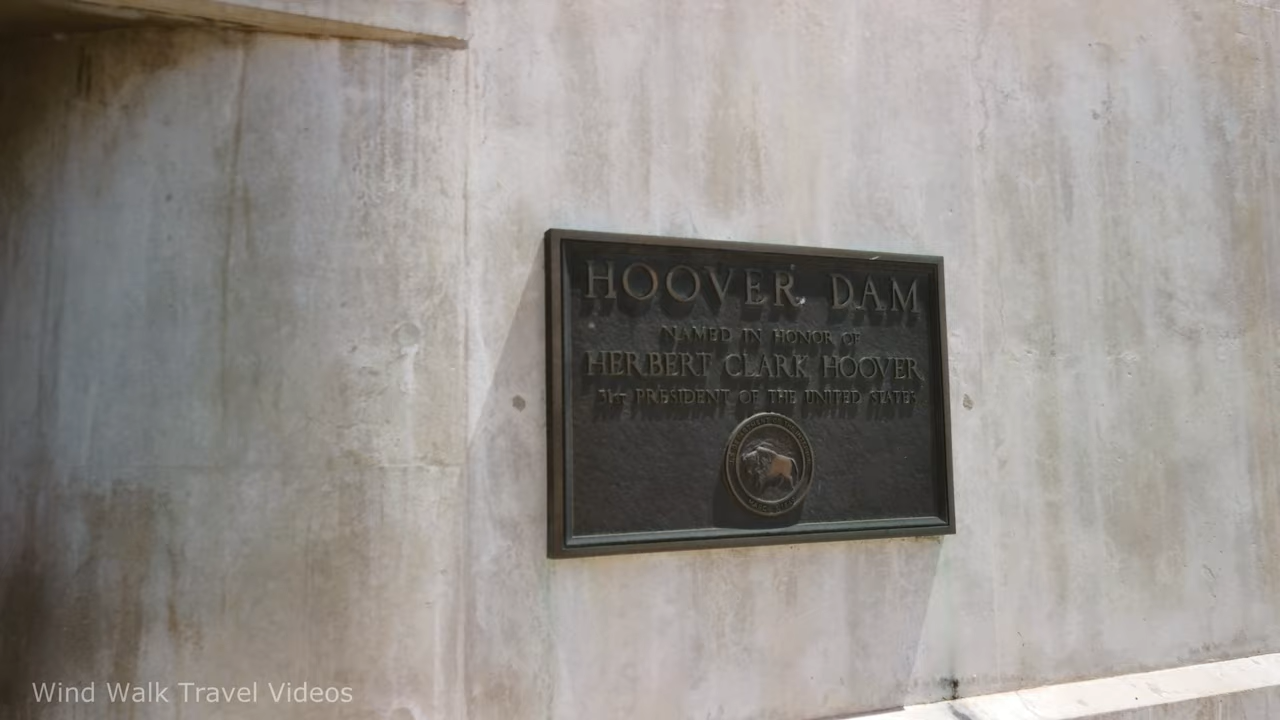 HOOVER DAM
NAMED IN HONOR OF
HERBERT CLARK HOOVER
31ST PRESIDENT OF THE UNITED STATES
Wind Walk Travel Videos